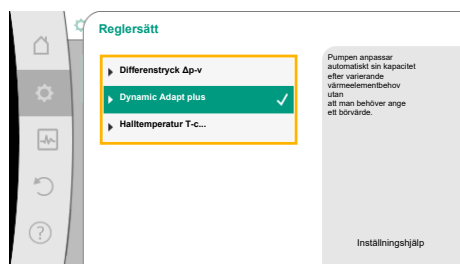 Reglersätt
Differenstryck Δp-v
Dynamic Adapt plus
Halltemperatur T-c...
Pumpen anpassar
automatiskt sin kapacitet
efter varierande
värmeelementbehov
utan
att man behöver ange
ett börvärde.
Inställningshjälp